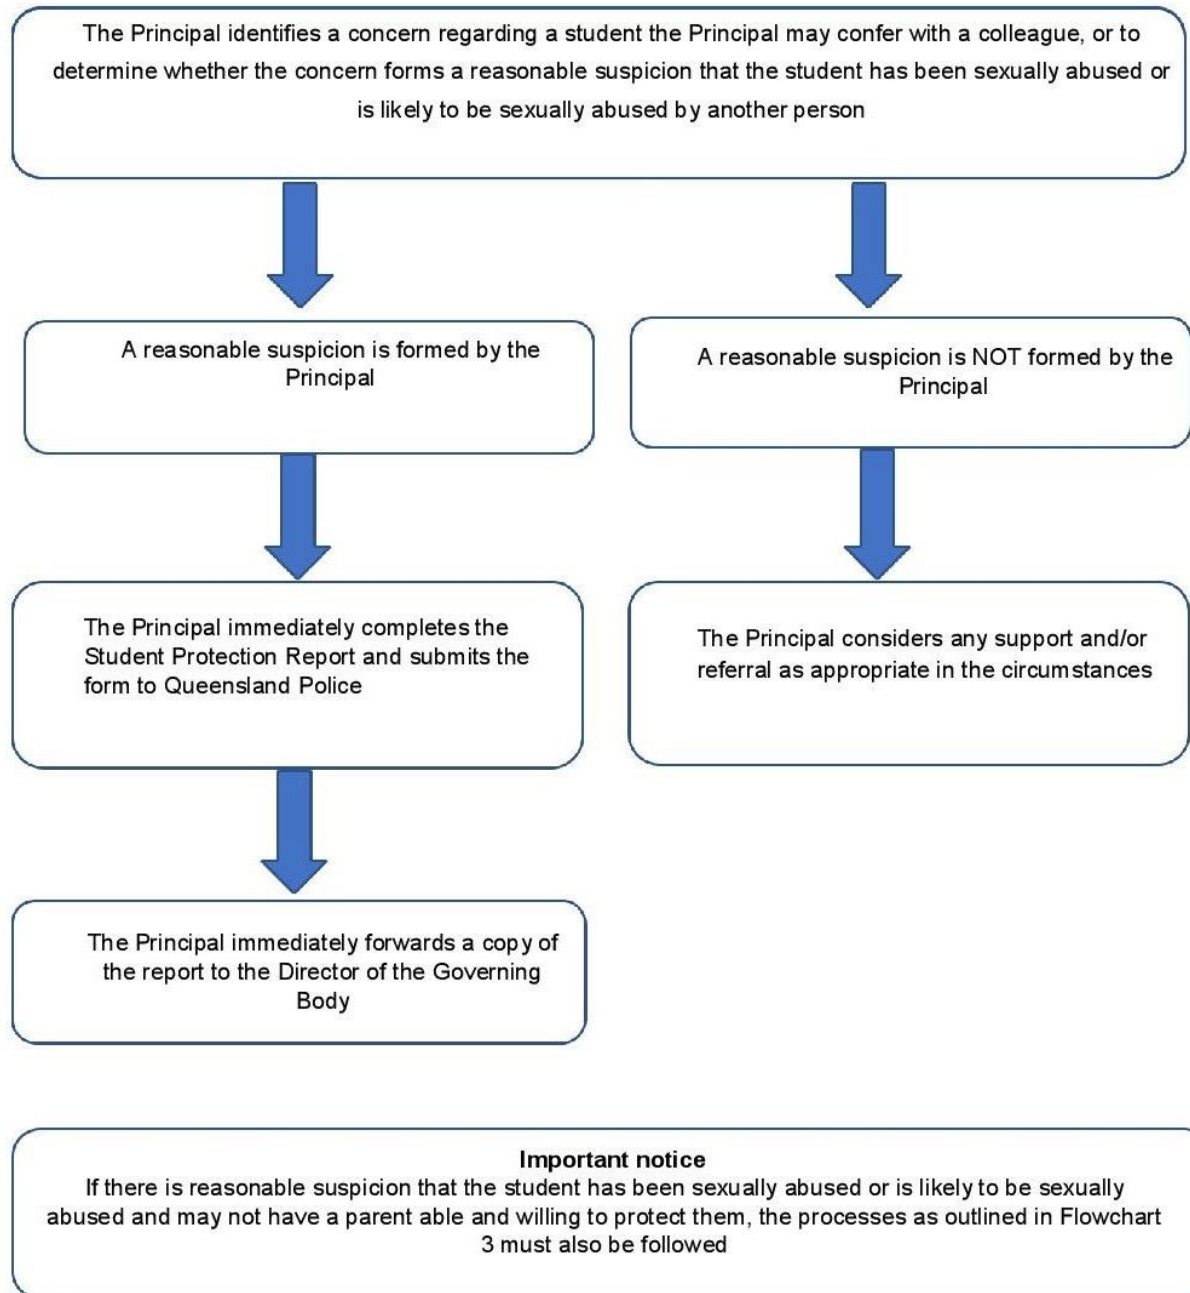 The Principal identifies a concern regarding a student the Principal may confer with a colleague, or to
determine whether the concern forms a reasonable suspicion that the student has been sexually abused or
is likely to be sexually abused by another person
A reasonable suspicion is formed by the
Principal
A reasonable suspicion is NOT formed by the
Principal
The Principal immediately completes the
Student Protection Report and submits the
form to Queensland Police
The Principal considers any support and/or
referral as appropriate in the circumstances
The Principal immediately forwards a copy of
the report to the Director of the Governing
Body
Important notice
If there is reasonable suspicion that the student has been sexually abused or is likely to be sexually
abused and may not have a parent able and willing to protect them, the processes as outlined in Flowchart
3 must also be followed